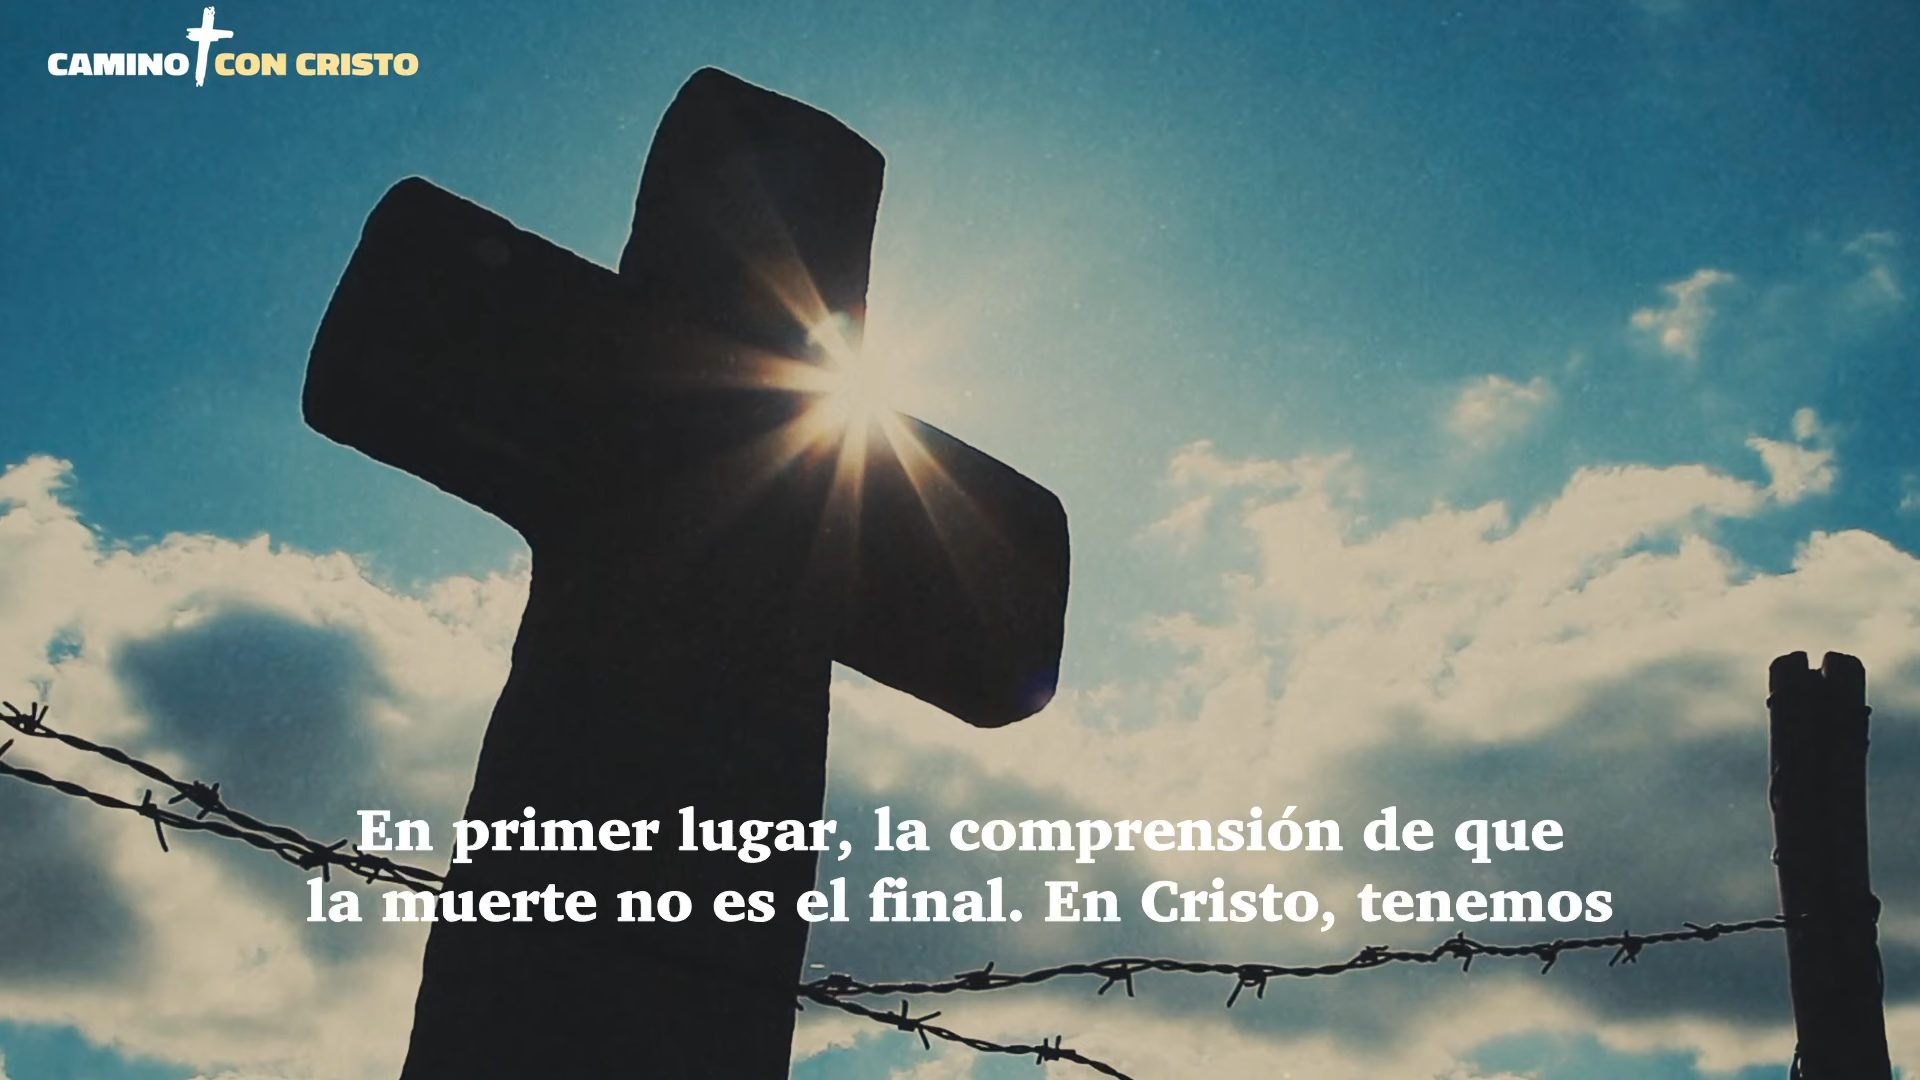 CAMINO CON CRISTO
En primer lugar, la comprensión de que
la muerte no es el final. En Cristo, tenemos